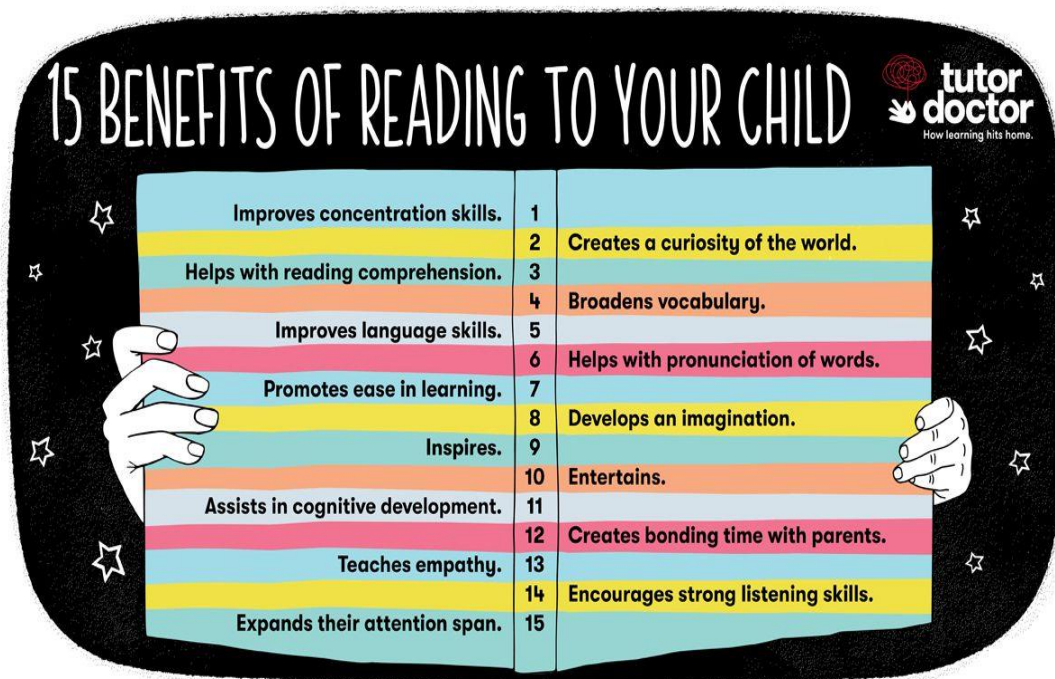 15 BENEFITS OF READING TO YOUR CHILD
tutor
doctor
How learning hits home.
Improves concentration skills. 1
2 Creates a curiosity of the world.
Helps with reading comprehension. 3
4 Broadens vocabulary.
Improves language skills. 5
6 Helps with pronunciation of words.
Promotes ease in learning. 7
8 Develops an imagination.
Inspires. 9
10 Entertains.
Assists in cognitive development. 11
12 Creates bonding time with parents.
Teaches empathy. 13
14 Encourages strong listening skills.
Expands their attention span. 15